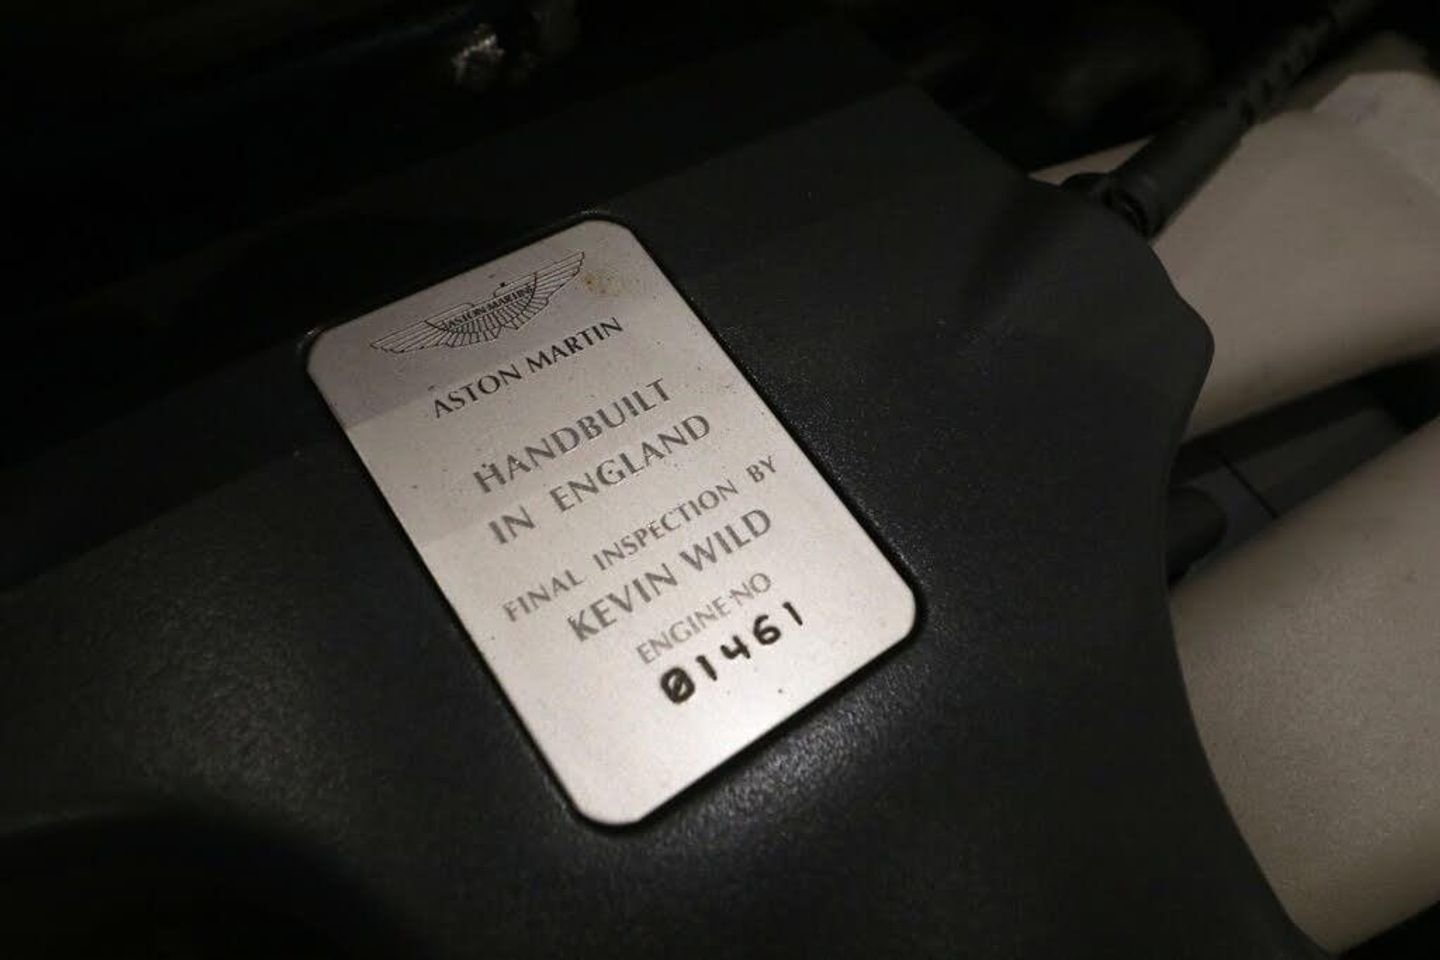 ASTON MARTIN
ASTON MARTIN
HANDBUILT
IN ENGLAND
FINAL INSPECTION BY
KEVIN WILD
ENGINE NO
01461